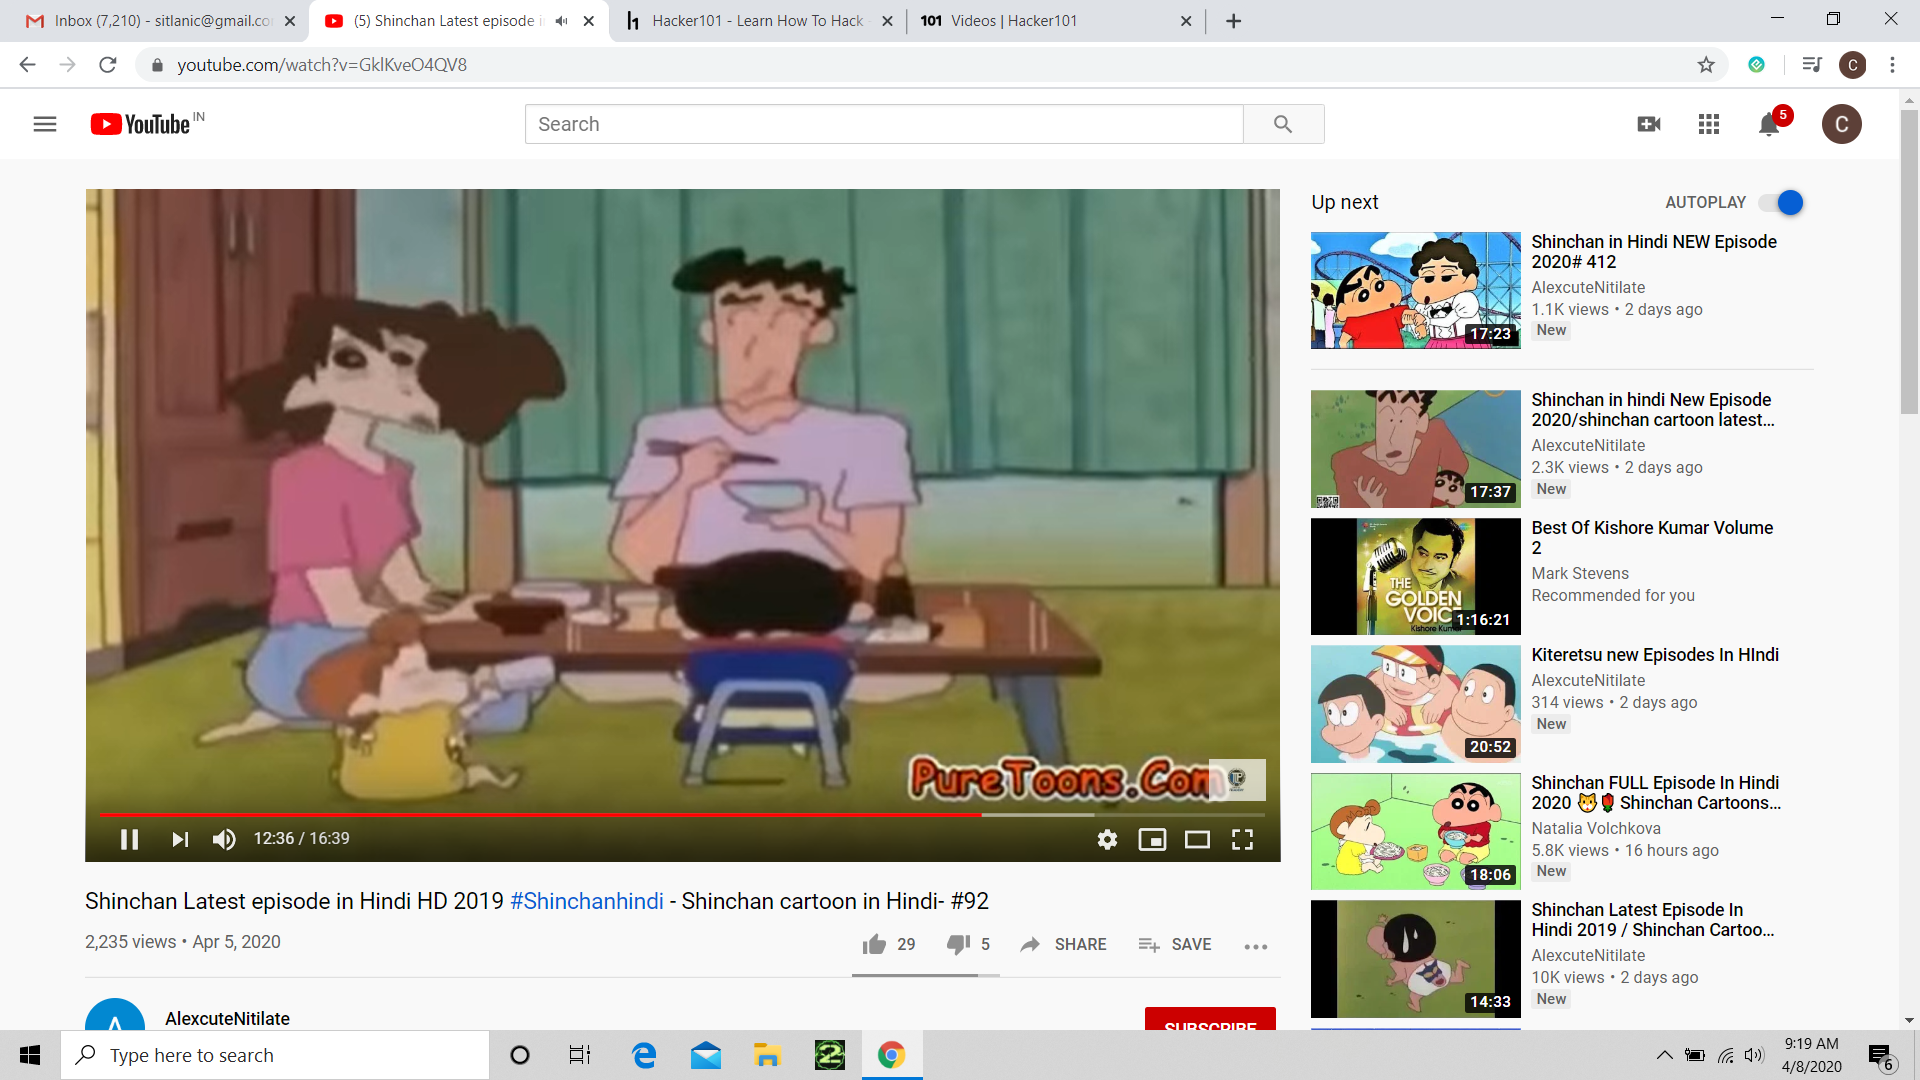 Inbox (7,210) - sitlanic@gmail.co
(5) Shinchan Latest episode i
Hacker101 - Learn How To Hack
101 Videos | Hacker101
youtube.com/watch?v=GklKveO4QV8
C
YouTube IN
Search
5
C
PureToons.Com
12:36 / 16:39
Shinchan Latest episode in Hindi HD 2019 #Shinchanhindi - Shinchan cartoon in Hindi- #92
2,235 views • Apr 5, 2020
29
5
SHARE
SAVE
A
AlexcuteNitilate
SUBSCRIBE
Up next
AUTOPLAY
17:23
Shinchan in Hindi NEW Episode
2020# 412
AlexcuteNitilate
1.1K views • 2 days ago
New
17:37
Shinchan in hindi New Episode
2020/shinchan cartoon latest...
AlexcuteNitilate
2.3K views • 2 days ago
New
THE
GOLDEN
VOIC
Kishore Kumar
1:16:21
Best Of Kishore Kumar Volume
2
Mark Stevens
Recommended for you
20:52
Kiteretsu new Episodes In HIndi
AlexcuteNitilate
314 views • 2 days ago
New
18:06
Shinchan FULL Episode In Hindi
2020 🐱🌹 Shinchan Cartoons...
Natalia Volchkova
5.8K views • 16 hours ago
New
14:33
Shinchan Latest Episode In
Hindi 2019 / Shinchan Cartoo...
AlexcuteNitilate
10K views • 2 days ago
New
Type here to search
2
9:19 AM
4/8/2020
6